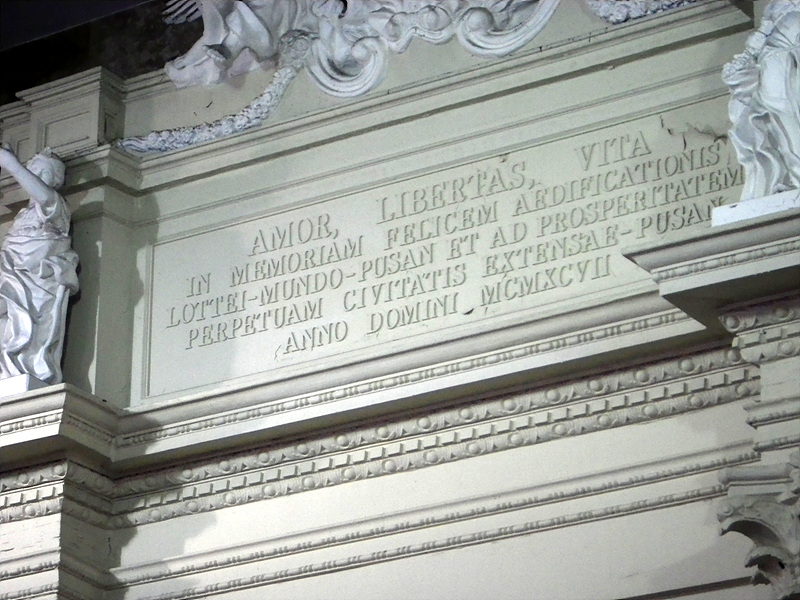 AMOR, LIBERTAS, VITA
IN MEMORIAM FELICEM AEDIFICATIONIS
LOTTEI-MUNDO-PUSAN ET AD PROSPERITATEM
PERPETUAM CIVITATIS EXTENSAE-PUSAN
ANNO DOMINI MCMXCVII